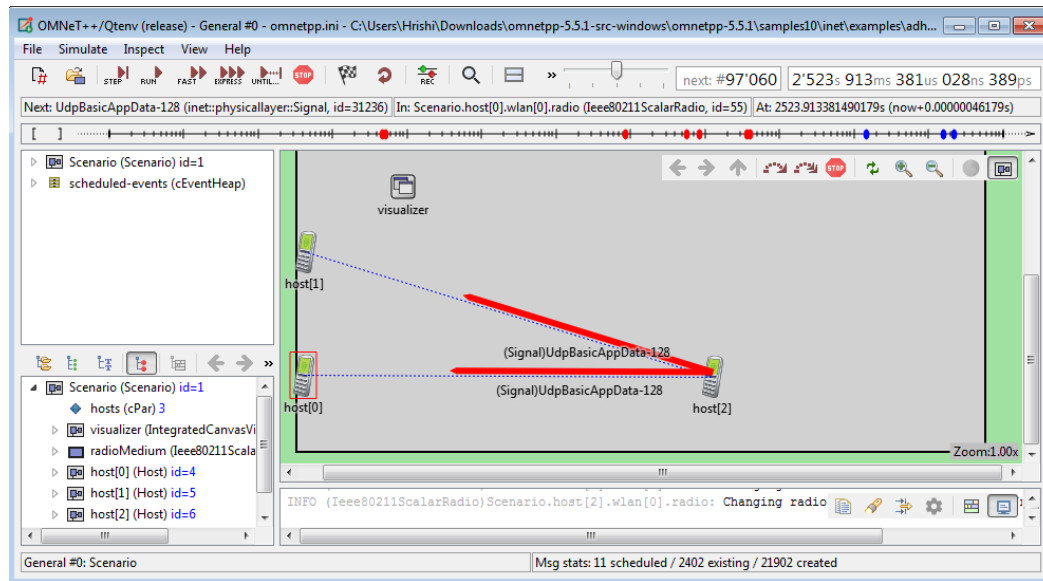 OMNeT++/Qtenv (release) - General #0 - omnetpp.ini - C:\Users\Hrishi\Downloads\omnetpp-5.5.1-src-windows\omnetpp-5.5.1\samples10\inet\examples\adh...
File Simulate Inspect View Help
STEP RUN FAST EXPRESS UNTIL... STOP REC » next: #97'060 2'523s 913ms 381us 028ns 389ps
Next: UdpBasicAppData-128 (inet::physicallayer::Signal, id=31236) In: Scenario.host[0].wlan[0].radio (Ieee80211ScalarRadio, id=55) At: 2523.913381490179s (now+0.00000046179s)
[ ]
Scenario (Scenario) id=1
scheduled-events (cEventHeap)
STOP
visualizer
host[1]
(Signal)UdpBasicAppData-128
(Signal)UdpBasicAppData-128
host[0]
host[2]
Zoom:1.00x
»
Scenario (Scenario) id=1
hosts (cPar) 3
visualizer (IntegratedCanvasVi
radioMedium (Ieee80211Scala
host[0] (Host) id=4
host[1] (Host) id=5
host[2] (Host) id=6
INFO (Ieee80211ScalarRadio)Scenario.host[2].wlan[0].radio: Changing radio
General #0: Scenario
Msg stats: 11 scheduled / 2402 existing / 21902 created